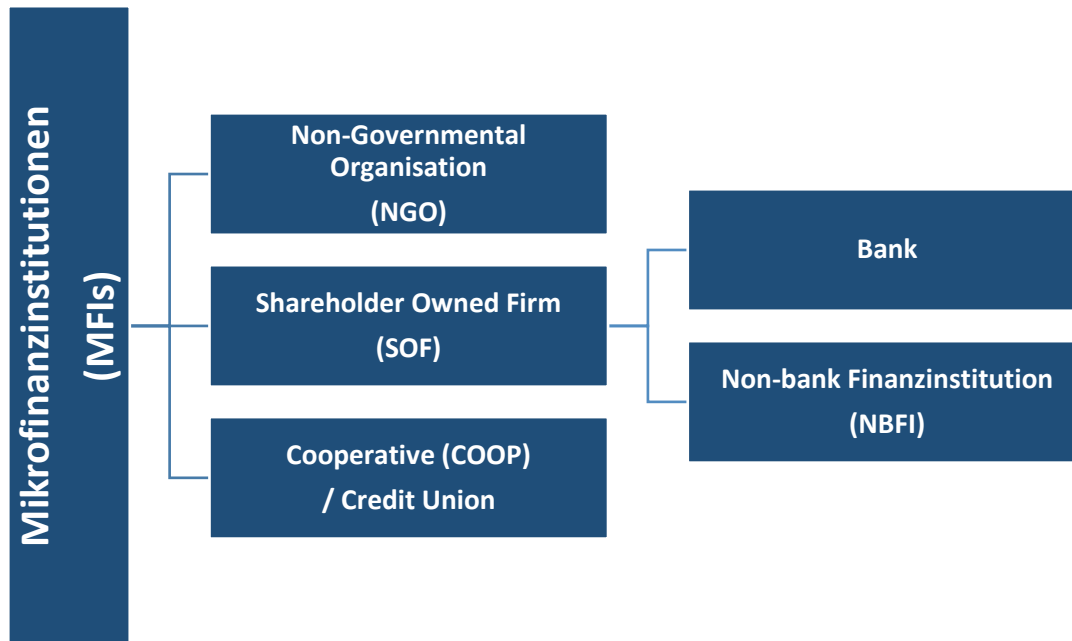 Mikrofinanzinstitutionen
(MFIs)
Non-Governmental
Organisation
(NGO)
Shareholder Owned Firm
(SOF)
Cooperative (COOP)
/ Credit Union
Bank
Non-bank Finanzinstitution
(NBFI)